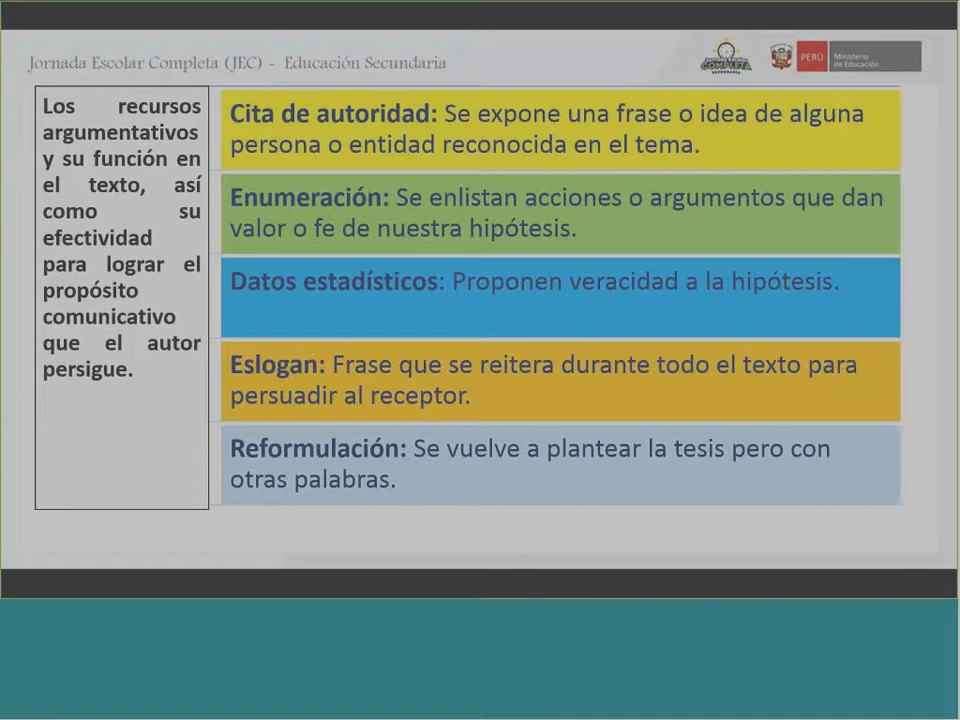 Jornada Escolar Completa (JEC) - Educación Secundaria
COMPLETA
SECUNDARIA
PERÚ
Ministerio
de Educación
Los recursos
argumentativos
y su función en
el texto, así
como su
efectividad
para lograr el
propósito
comunicativo
que el autor
persigue.
Cita de autoridad: Se expone una frase o idea de alguna
persona o entidad reconocida en el tema.
Enumeración: Se enlistan acciones o argumentos que dan
valor o fe de nuestra hipótesis.
Datos estadísticos: Proponen veracidad a la hipótesis.
Eslogan: Frase que se reitera durante todo el texto para
persuadir al receptor.
Reformulación: Se vuelve a plantear la tesis pero con
otras palabras.